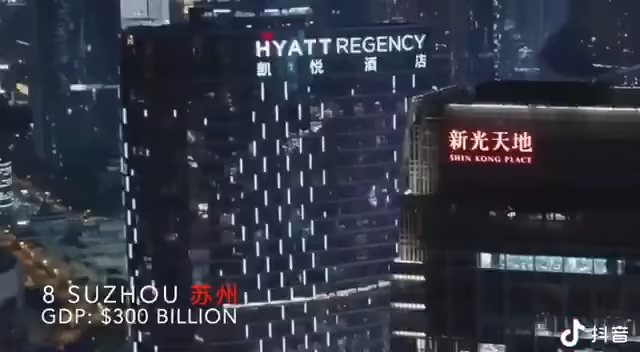 HYATT REGENCY
凯悦酒店
新光天地
SHIN KONG PLACE
8 SUZHOU 苏州
GDP: $300 BILLION
抖音